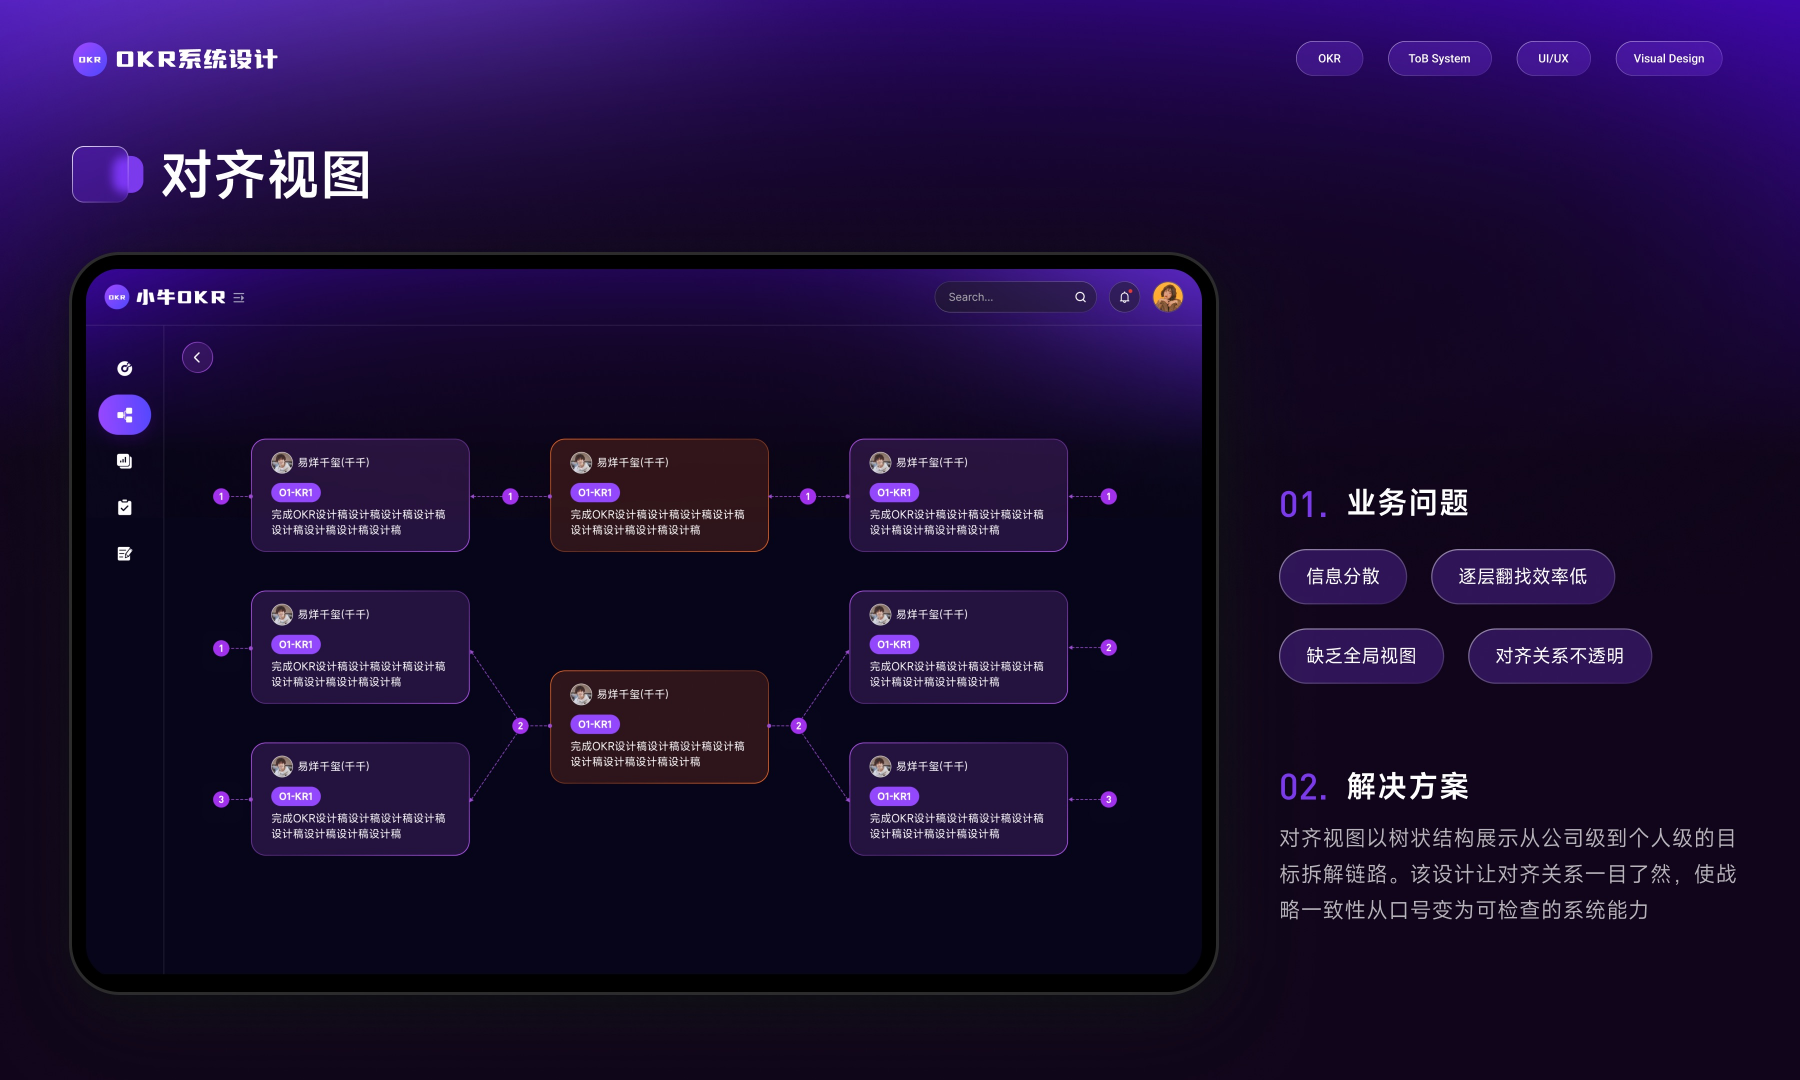 OKR OKR系统设计
OKR
ToB System
UI/UX
Visual Design
对齐视图
OKR 小牛OKR
Search...
易烊千玺(千千)
O1-KR1
完成OKR设计稿设计稿设计稿设计稿
设计稿设计稿设计稿设计稿
易烊千玺(千千)
O1-KR1
完成OKR设计稿设计稿设计稿设计稿
设计稿设计稿设计稿设计稿
易烊千玺(千千)
O1-KR1
完成OKR设计稿设计稿设计稿设计稿
设计稿设计稿设计稿设计稿
1
1
1
1
易烊千玺(千千)
O1-KR1
完成OKR设计稿设计稿设计稿设计稿
设计稿设计稿设计稿设计稿
易烊千玺(千千)
O1-KR1
完成OKR设计稿设计稿设计稿设计稿
设计稿设计稿设计稿设计稿
1
2
易烊千玺(千千)
O1-KR1
完成OKR设计稿设计稿设计稿设计稿
设计稿设计稿设计稿设计稿
2
2
易烊千玺(千千)
O1-KR1
完成OKR设计稿设计稿设计稿设计稿
设计稿设计稿设计稿设计稿
易烊千玺(千千)
O1-KR1
完成OKR设计稿设计稿设计稿设计稿
设计稿设计稿设计稿设计稿
3
3
01. 业务问题
信息分散
逐层翻找效率低
缺乏全局视图
对齐关系不透明
02. 解决方案
对齐视图以树状结构展示从公司级到个人级的目
标拆解链路。该设计让对齐关系一目了然，使战
略一致性从口号变为可检查的系统能力